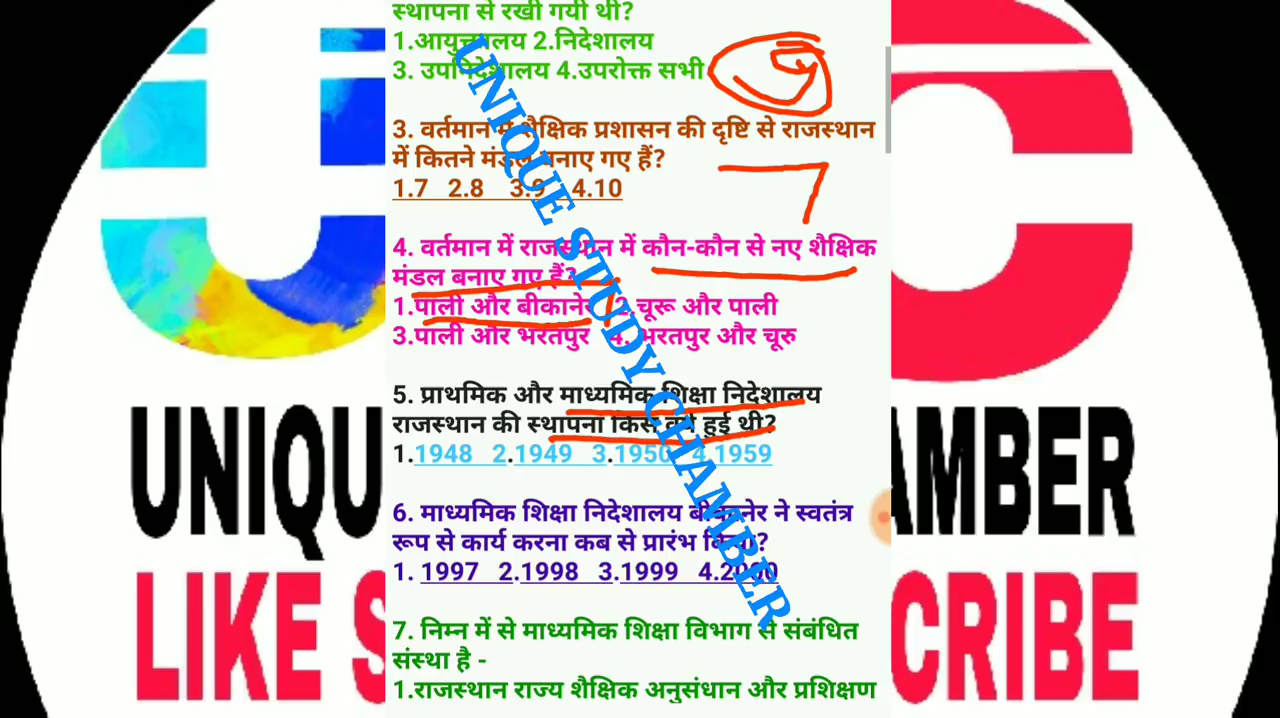 स्थापना से रखी गयी थी?
1.आयुक्तालय 2.निदेशालय
3. उपनिदेशालय 4.उपरोक्त सभी
3. वर्तमान में शैक्षिक प्रशासन की दृष्टि से राजस्थान
में कितने मंडल बनाए गए हैं?
1.7 2.8 3.9 4.10
7
4. वर्तमान में राजस्थान में कौन-कौन से नए शैक्षिक
मंडल बनाए गए हैं?
1.पाली और बीकानेर 2.चूरू और पाली
3.पाली और भरतपुर 4. भरतपुर और चूरु
5. प्राथमिक और माध्यमिक शिक्षा निदेशालय
राजस्थान की स्थापना किस वर्ष हुई थी?
1.1948 2.1949 3.1950 4.1959
6. माध्यमिक शिक्षा निदेशालय बीकानेर ने स्वतंत्र
रूप से कार्य करना कब से प्रारंभ किया?
1. 1997 2.1998 3.1999 4.2000
7. निम्न में से माध्यमिक शिक्षा विभाग से संबंधित
संस्था है -
1.राजस्थान राज्य शैक्षिक अनुसंधान और प्रशिक्षण
UNIQUE STUDY CHAMBER
UNIQU
AMBER
LIKE S
CRIBE